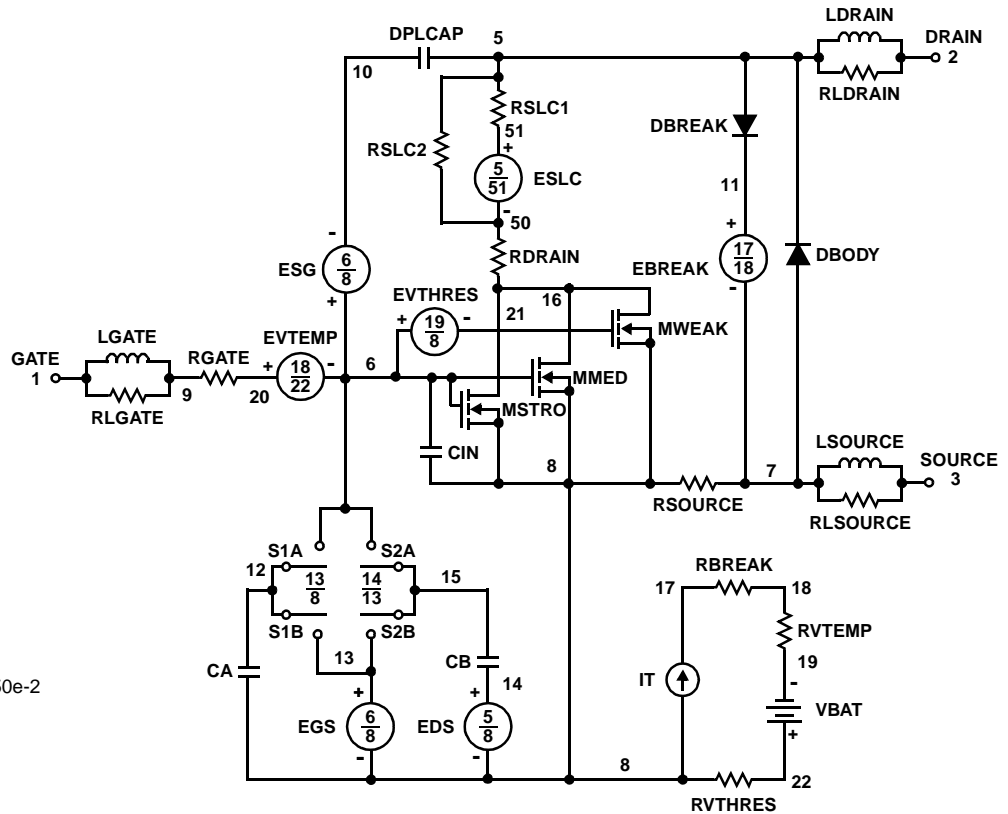 LDRAIN
DPLCAP
5
DRAIN
2
10
RLDRAIN
RSLC1
DBREAK
51
RSLC2
+
5
51
ESLC
11
-
50
-
+
RDRAIN
17
18
DBODY
6
8
ESG
EBREAK
EVTHRES
16
-
+
+
19
8
-
21
MWEAK
LGATE
EVTEMP
GATE
1
RGATE
+
18
22
-
6
MMED
9
20
MSTRO
RLGATE
LSOURCE
CIN
8
7
SOURCE
3
RSOURCE
RLSOURCE
S1A
S2A
12
13
8
14
13
15
RBREAK
17
18
S1B
S2B
RVTEMP
13
CB
19
CA
14
IT
-
50e-2
+
+
VBAT
EGS
6
8
EDS
5
8
+
-
-
8
22
RVTHRES